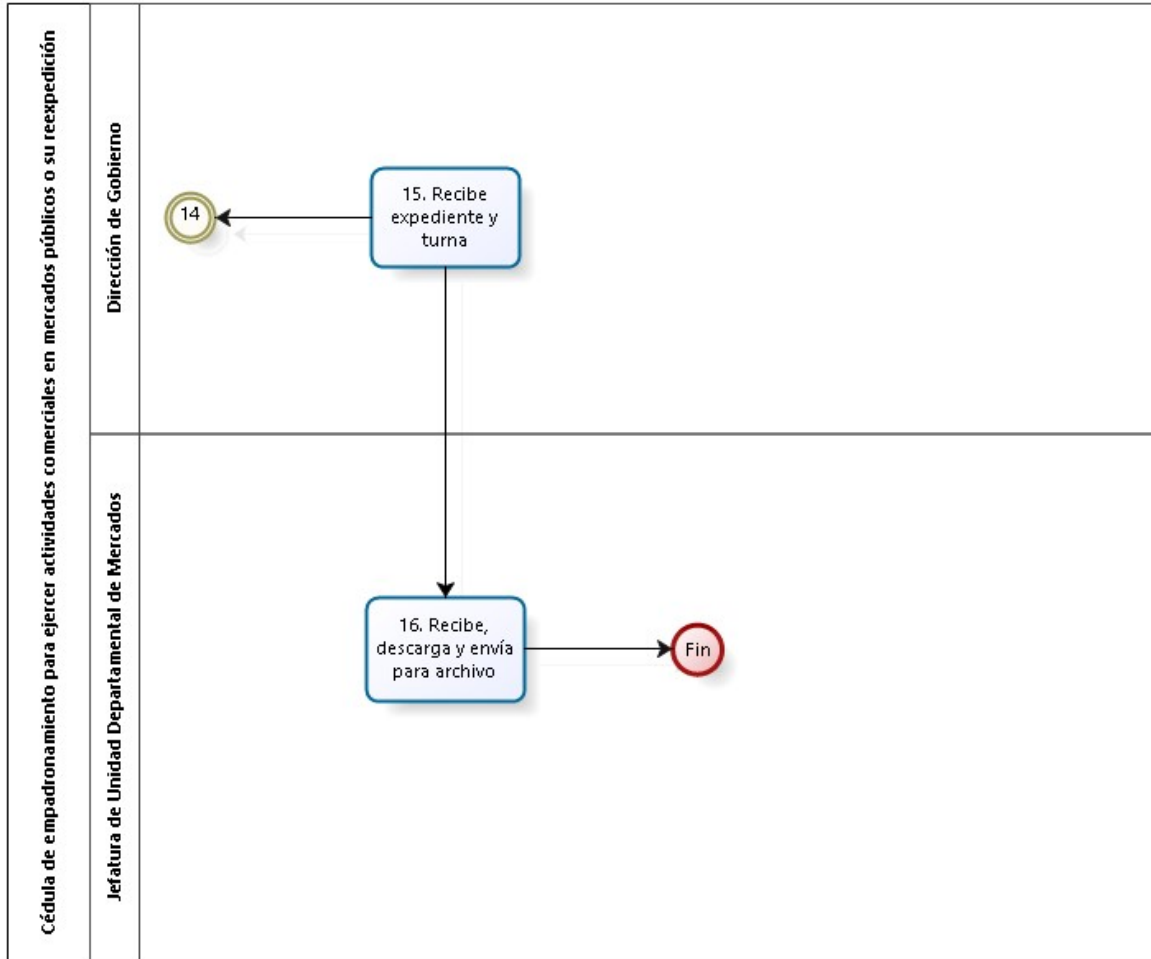 Cédula de empadronamiento para ejercer actividades comerciales en mercados públicos o su reexpedición
Dirección de Gobierno
14
15. Recibe
expediente y
turna
Jefatura de Unidad Departamental de Mercados
16. Recibe,
descarga y envía
para archivo
Fin